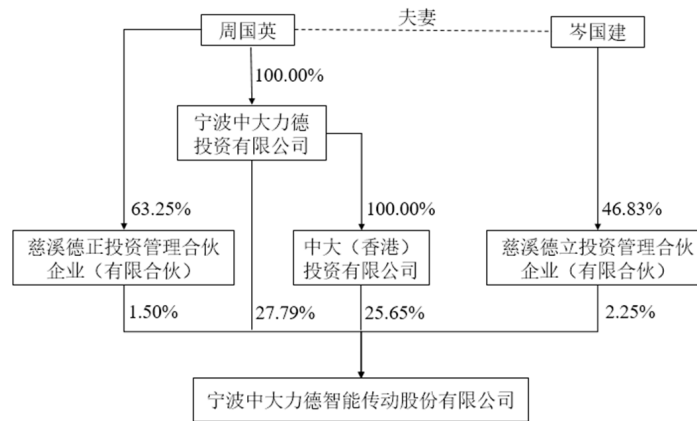 周国英
夫妻
岑国建
100.00%
宁波中大力德
投资有限公司
63.25%
100.00%
46.83%
慈溪德正投资管理合伙
企业（有限合伙）
中大（香港）
投资有限公司
慈溪德立投资管理合伙
企业（有限合伙）
1.50%
27.79%
25.65%
2.25%
宁波中大力德智能传动股份有限公司